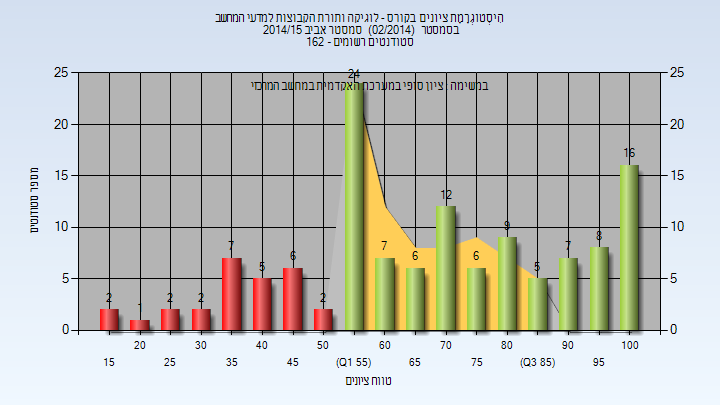 היסטוגרמת ציונים בקורס - לוגיקה ותורת הקבוצות למדעי המחשב
בסמסטר (02/2014) סמסטר אביב 2014/15
סטודנטים רשומים - 162
במשימה : ציון סופי במערכת האקדמית במחשב המרכזי
מספר סטודנטים
25 20 15 10 5 0
25 20 15 10 5 0
2 1 2 2 7 5 6 2 24 7 6 12 6 9 5 7 8 16
20 30 40 50 60 70 80 90 100
15 25 35 45 (Q1 55) 65 75 (Q3 85) 95
טווח ציונים